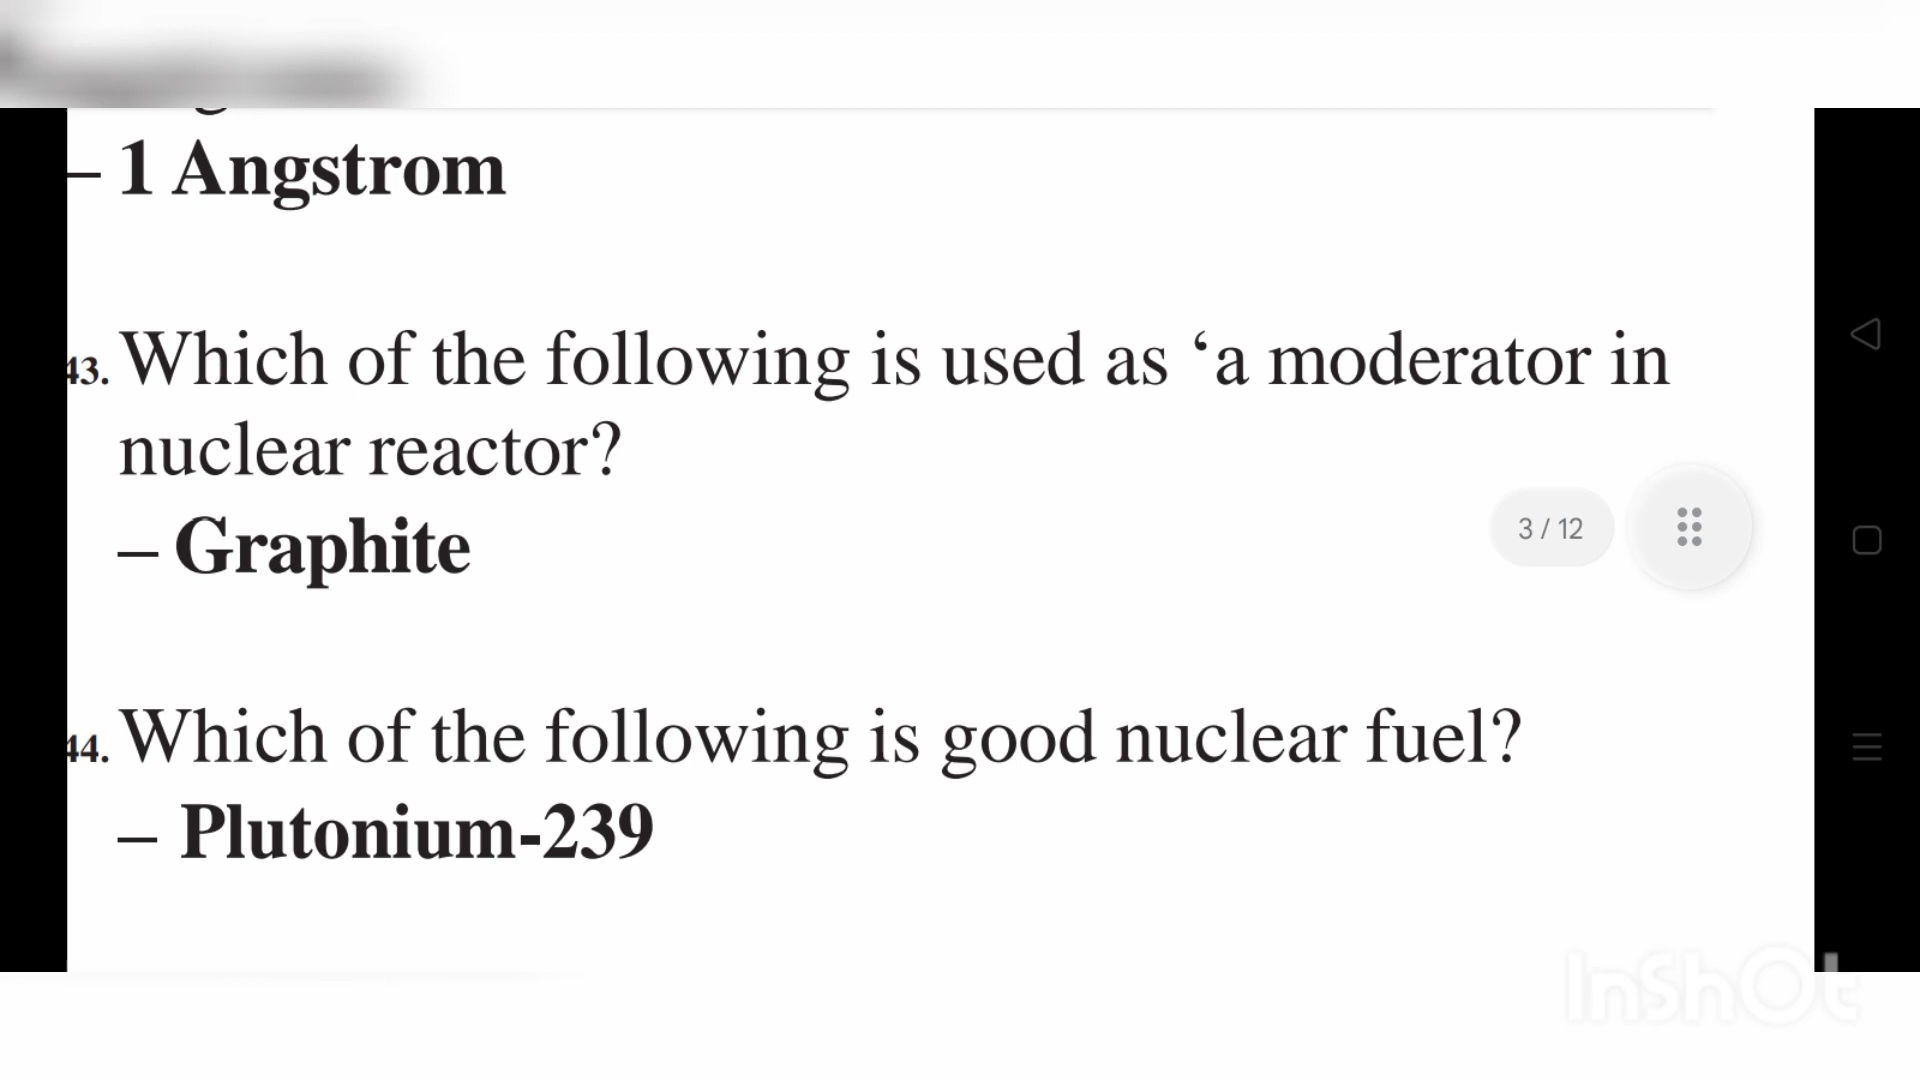 – 1 Angstrom
43. Which of the following is used as ‘a moderator in
nuclear reactor?
– Graphite
3 / 12
44. Which of the following is good nuclear fuel?
– Plutonium-239
InShOt